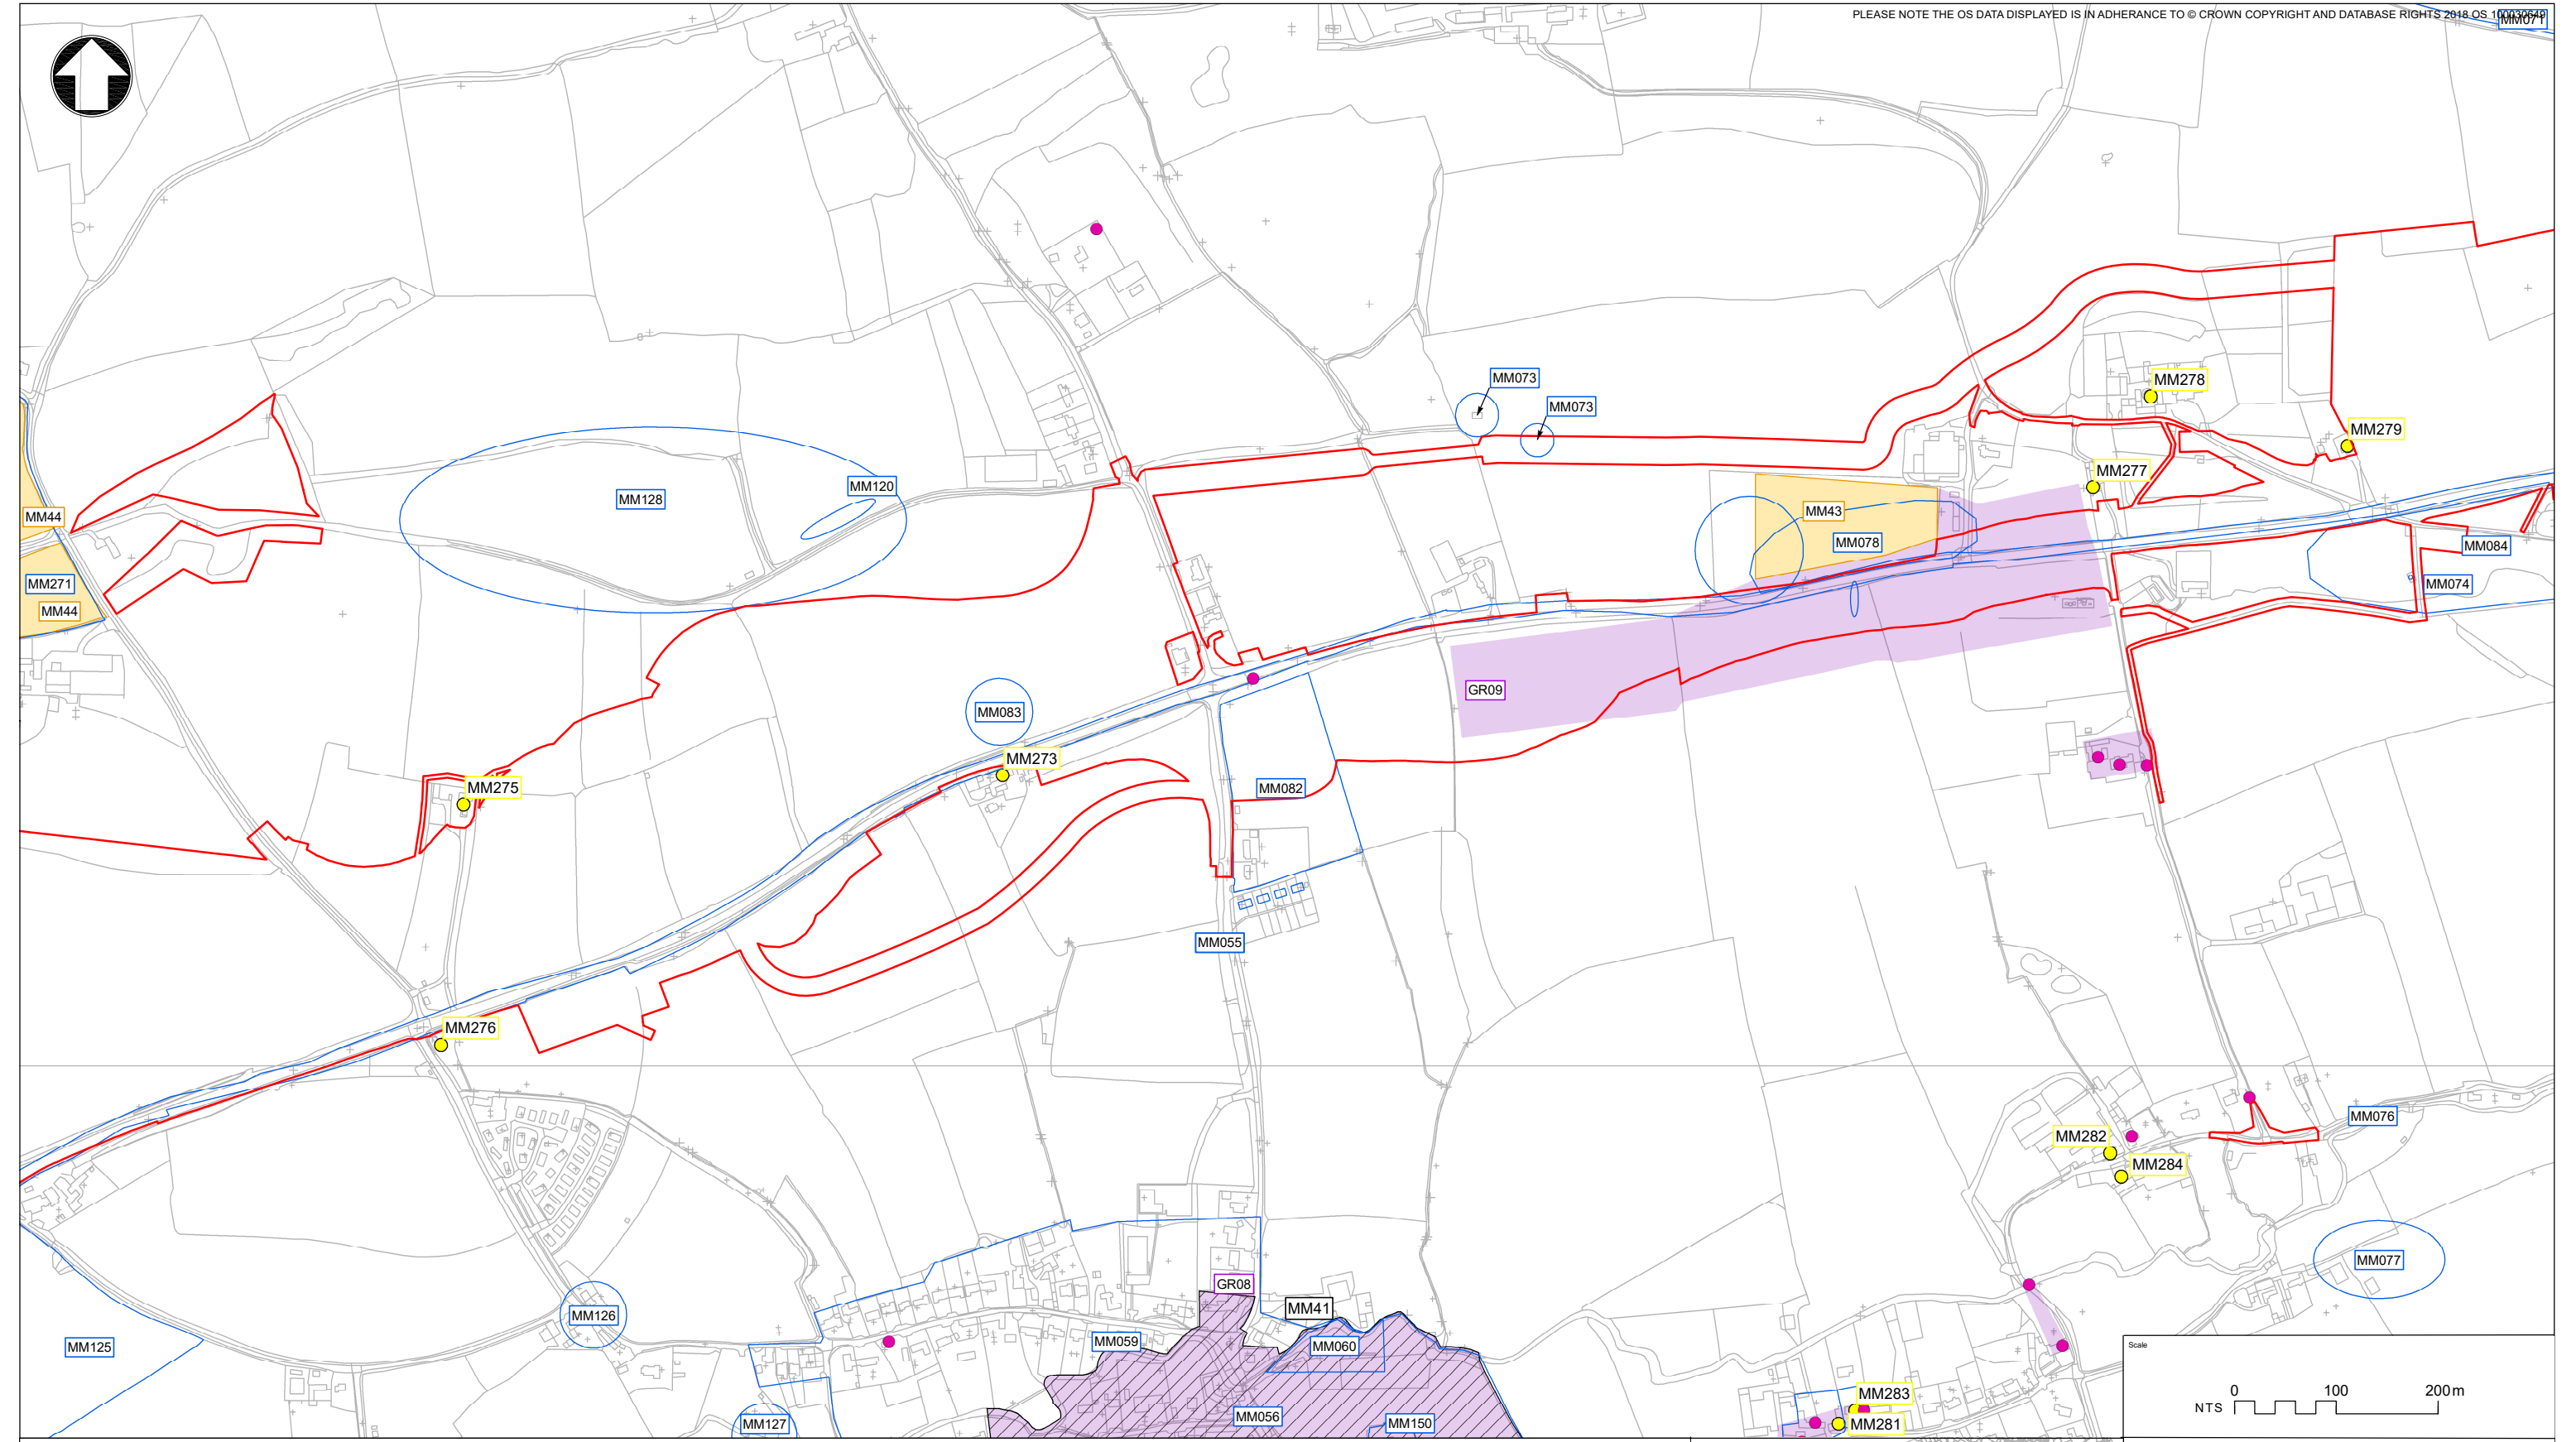 PLEASE NOTE THE OS DATA DISPLAYED IS IN ADHERANCE TO © CROWN COPYRIGHT AND DATABASE RIGHTS 2018 OS 100030649
MM071
MM073
MM278
MM073
MM279
MM277
MM120
MM128
MM44
MM43
MM078
MM084
MM271
MM074
MM44
GR09
MM083
MM273
MM275
MM082
MM055
MM276
MM076
MM282
MM284
MM077
GR08
MM41
MM126
MM059
MM060
MM125
Scale
0 100 200 m
NTS
MM283
MM056
MM150
MM127
MM281